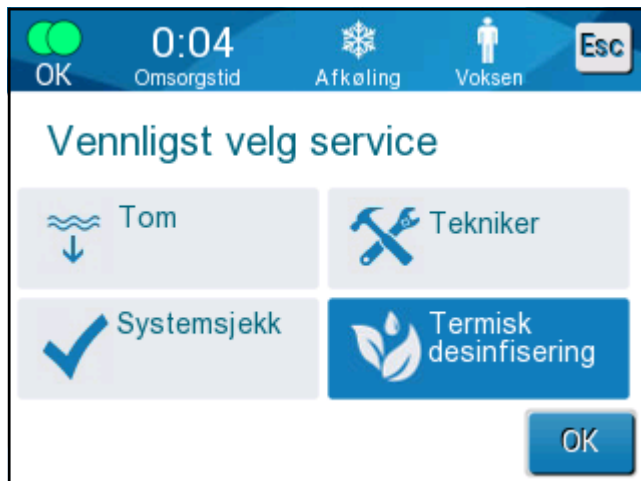 0:04
Esc
OK
Omsorgstid
Afkøling
Voksen
Vennligst velg service
Tom
Tekniker
Systemsjekk
Termisk
desinfisering
OK